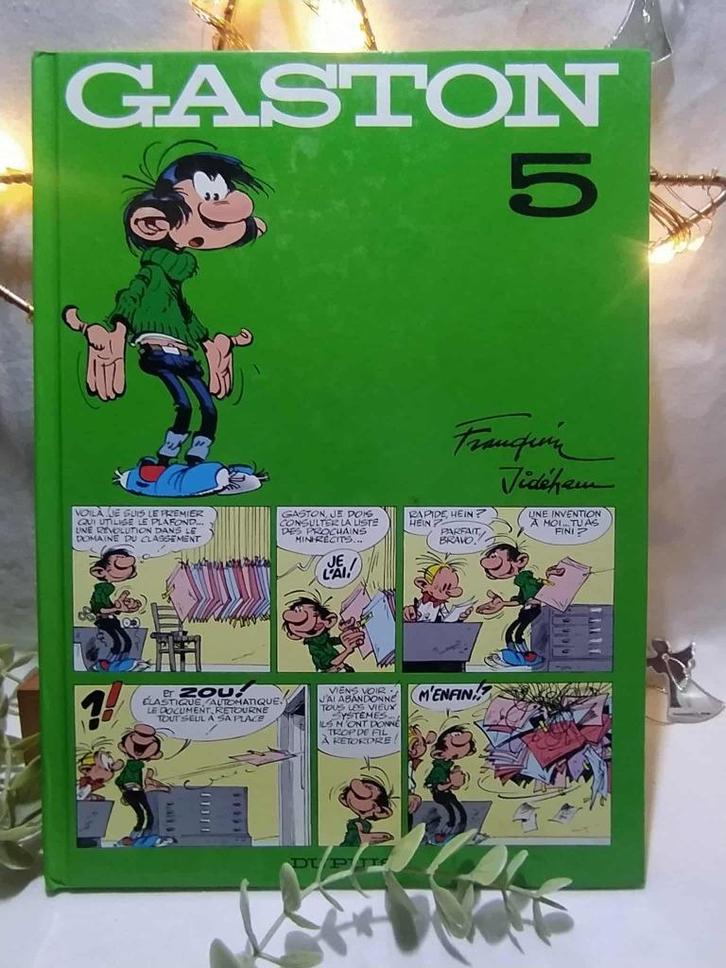 GASTON
5
Franquin
Jidéhem
VOILÀ. JE SUIS LE PREMIER
QUI UTILISE LE PLAFOND...
UNE RÉVOLUTION DANS LE
DOMAINE DU CLASSEMENT
GASTON, JE DOIS
CONSULTER LA LISTE
DES PROCHAINS
MINI-RÉCITS...
JE
L'AI!
RAPIDE, HEIN?
HEIN?
PARFAIT,
BRAVO!
UNE INVENTION
À MOI... TU AS
FINI?
?!
ET ZOU!
ÉLASTIQUE, AUTOMATIQUE,
LE DOCUMENT RETOURNE
TOUT SEUL À SA PLACE
VIENS VOIR.
J'AI ABANDONNÉ
TOUS LES VIEUX
SYSTÈMES...
ILS M'ONT DONNÉ
TROP DE FIL
À RETORDRE!
M'ENFIN!?
DUPUIS